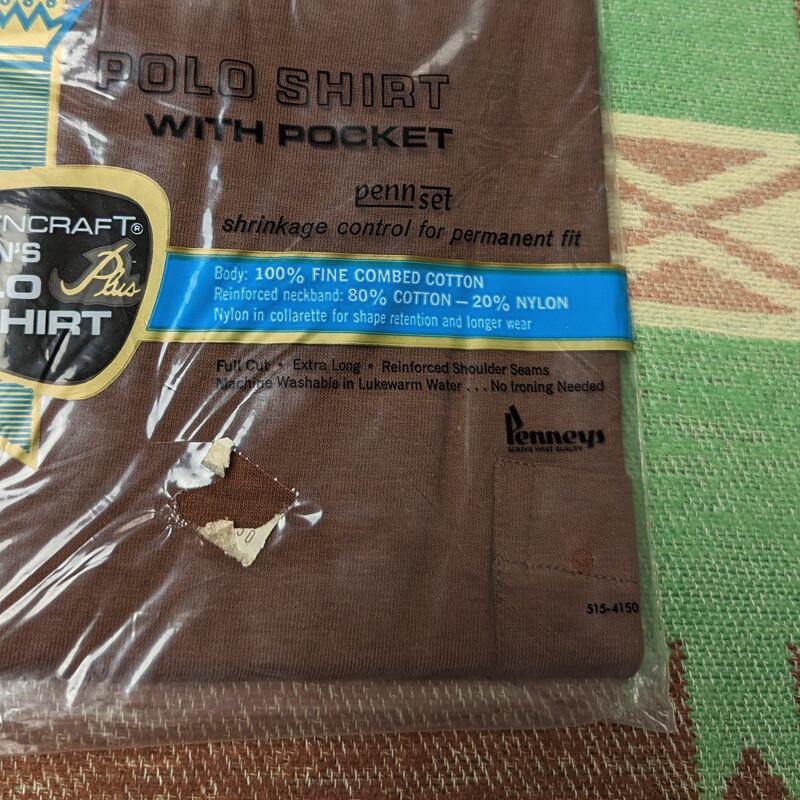 POLO SHIRT
WITH POCKET
penn set
shrinkage control for permanent fit
NCRAFT®
N'S
LO Plus
HIRT
Body: 100% FINE COMBED COTTON
Reinforced neckband: 80% COTTON — 20% NYLON
Nylon in collarette for shape retention and longer wear
Full Cut • Extra Long • Reinforced Shoulder Seams
Machine Washable in Lukewarm Water . . . No Ironing Needed
Penneys
ALWAYS FIRST QUALITY
515-4150